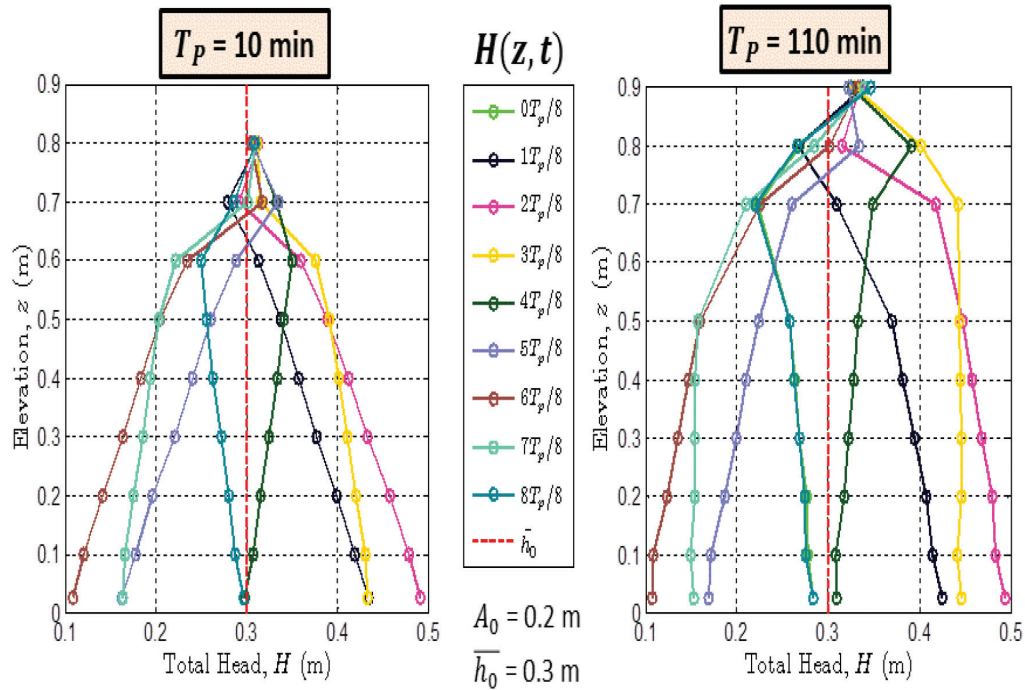 T_P = 10 min
H(z, t)
T_P = 110 min
0.9
0.8
0.7
0.6
0.5
0.4
0.3
0.2
0.1
0
Elevation, z (m)
0.1 0.2 0.3 0.4 0.5
Total Head, H (m)
0T_p/8
1T_p/8
2T_p/8
3T_p/8
4T_p/8
5T_p/8
6T_p/8
7T_p/8
8T_p/8
h̄_0
A_0 = 0.2 m
h̄_0 = 0.3 m
0.9
0.8
0.7
0.6
0.5
0.4
0.3
0.2
0.1
0
Elevation, z (m)
0.1 0.2 0.3 0.4 0.5
Total Head, H (m)